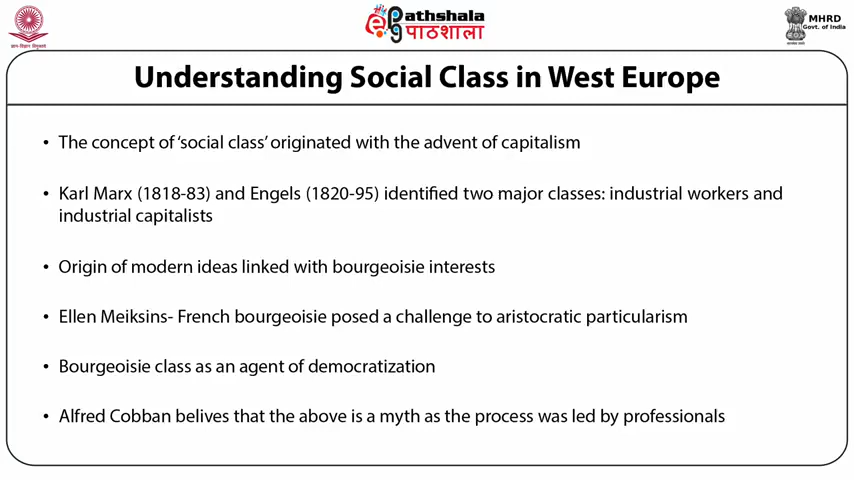 Pathshala
पाठशाला
MHRD
Govt. of India
Understanding Social Class in West Europe
• The concept of ‘social class’ originated with the advent of capitalism
• Karl Marx (1818-83) and Engels (1820-95) identified two major classes: industrial workers and
industrial capitalists
• Origin of modern ideas linked with bourgeoisie interests
• Ellen Meiksins- French bourgeoisie posed a challenge to aristocratic particularism
• Bourgeoisie class as an agent of democratization
• Alfred Cobban belives that the above is a myth as the process was led by professionals